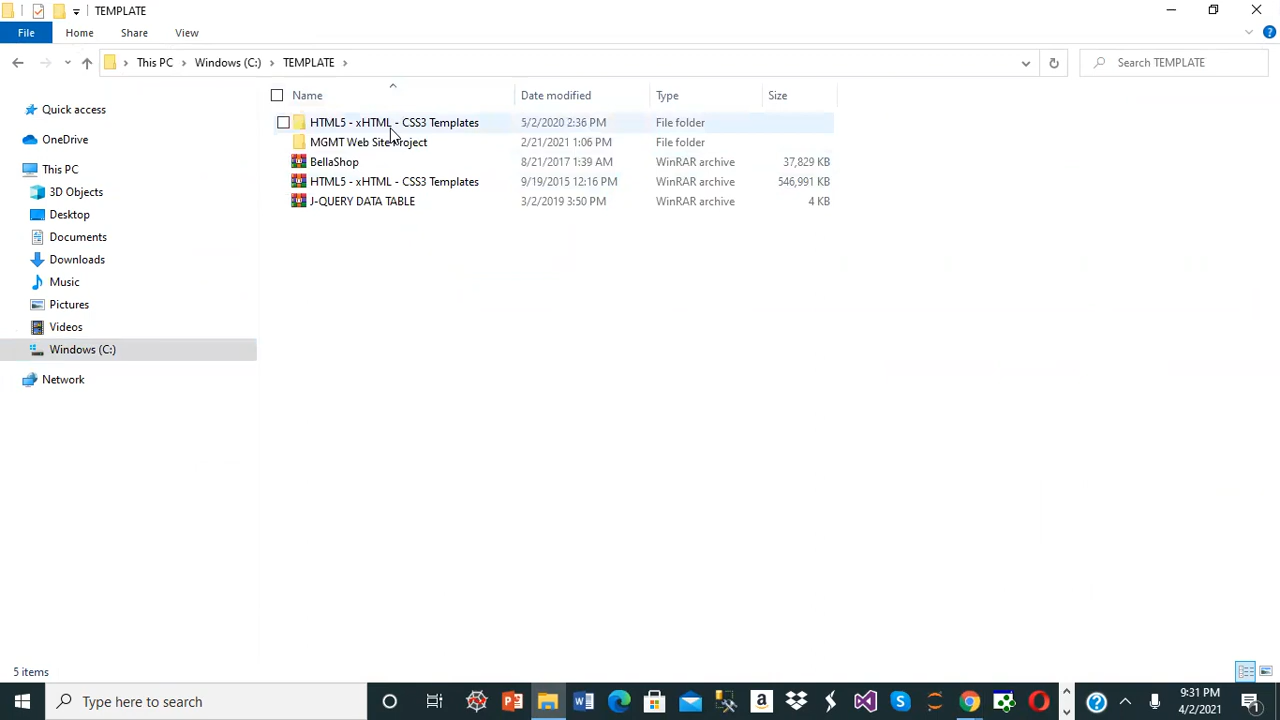 TEMPLATE
File Home Share View
This PC Windows (C:) TEMPLATE Search TEMPLATE
Name Date modified Type Size
HTML5 - xHTML - CSS3 Templates 5/2/2020 2:36 PM File folder
MGMT Web Site Project 2/21/2021 1:06 PM File folder
BellaShop 8/21/2017 1:39 AM WinRAR archive 37,829 KB
HTML5 - xHTML - CSS3 Templates 9/19/2015 12:16 PM WinRAR archive 546,991 KB
J-QUERY DATA TABLE 3/2/2019 3:50 PM WinRAR archive 4 KB
Quick access
OneDrive
This PC
3D Objects
Desktop
Documents
Downloads
Music
Pictures
Videos
Windows (C:)
Network
5 items
Type here to search
9:31 PM
4/2/2021
1